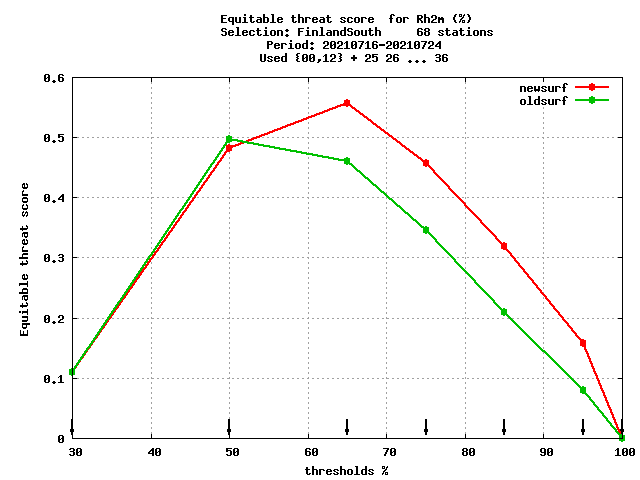 Equitable threat score  for Rh2m (%)
Selection: FinlandSouth     68 stations
Period: 20210716-20210724
Used {00,12} + 25 26 ... 36
newsurf
oldsurf
0.6
0.5
0.4
0.3
0.2
0.1
0
Equitable threat score
30 40 50 60 70 80 90 100
thresholds %